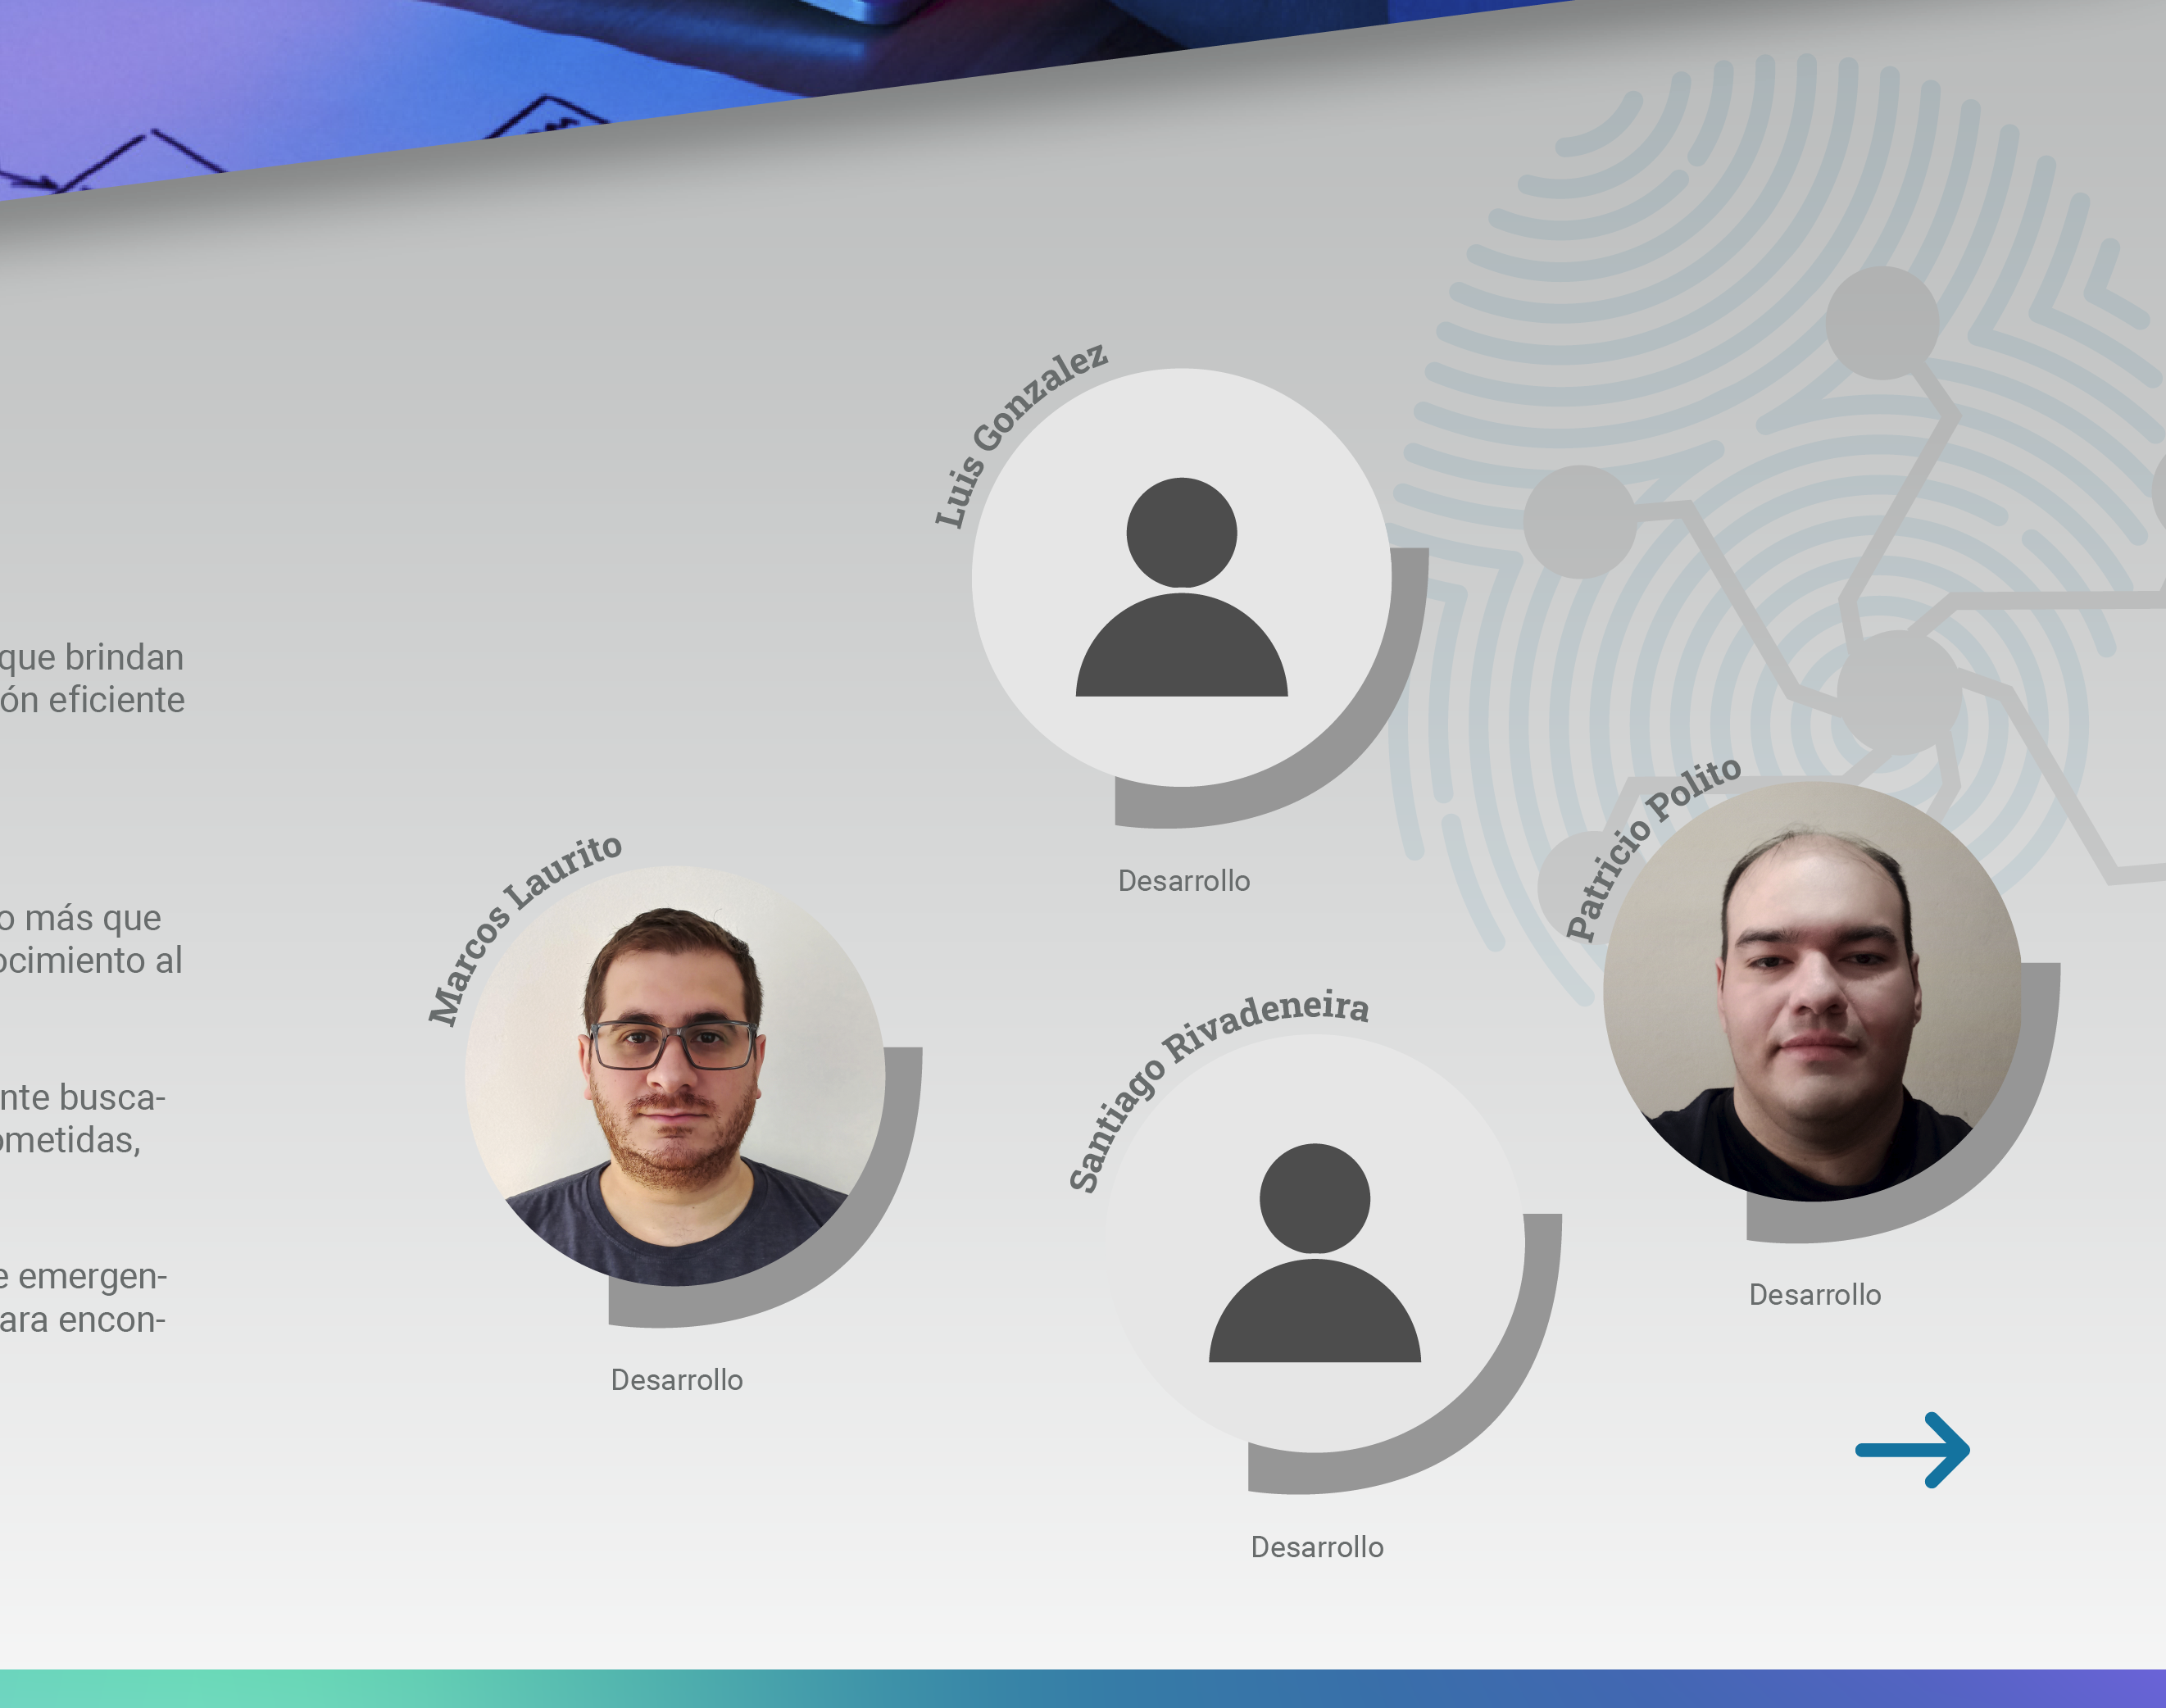 que brindan
ón eficiente
o más que
ocimiento al
nte busca-
ometidas,
e emergen-
ara encon-
Luis Gonzalez
Desarrollo
Marcos Laurito
Desarrollo
Santiago Rivadeneira
Desarrollo
Patricio Polito
Desarrollo